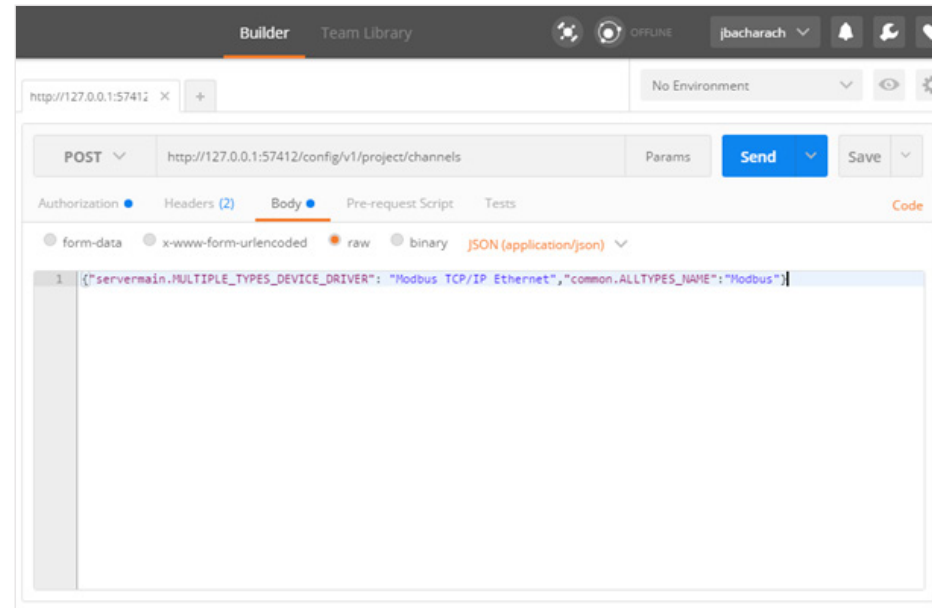 Builder Team Library OFFLINE jbacharach
http://127.0.0.1:57412 × + No Environment
POST http://127.0.0.1:57412/config/v1/project/channels Params Send Save
Authorization Headers (2) Body Pre-request Script Tests Code
form-data x-www-form-urlencoded raw binary JSON (application/json)
1 {"servermain.MULTIPLE_TYPES_DEVICE_DRIVER": "Modbus TCP/IP Ethernet","common.ALLTYPES_NAME":"Modbus"}